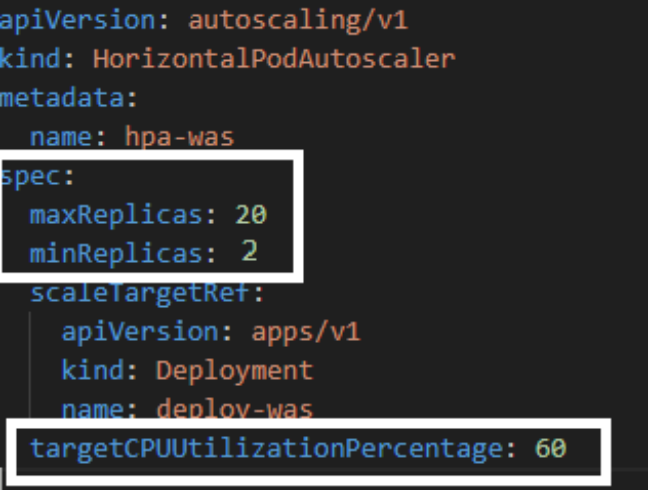 apiVersion: autoscaling/v1
kind: HorizontalPodAutoscaler
metadata:
  name: hpa-was
spec:
  maxReplicas: 20
  minReplicas: 2
  scaleTargetRef:
    apiVersion: apps/v1
    kind: Deployment
    name: deploy-was
  targetCPUUtilizationPercentage: 60